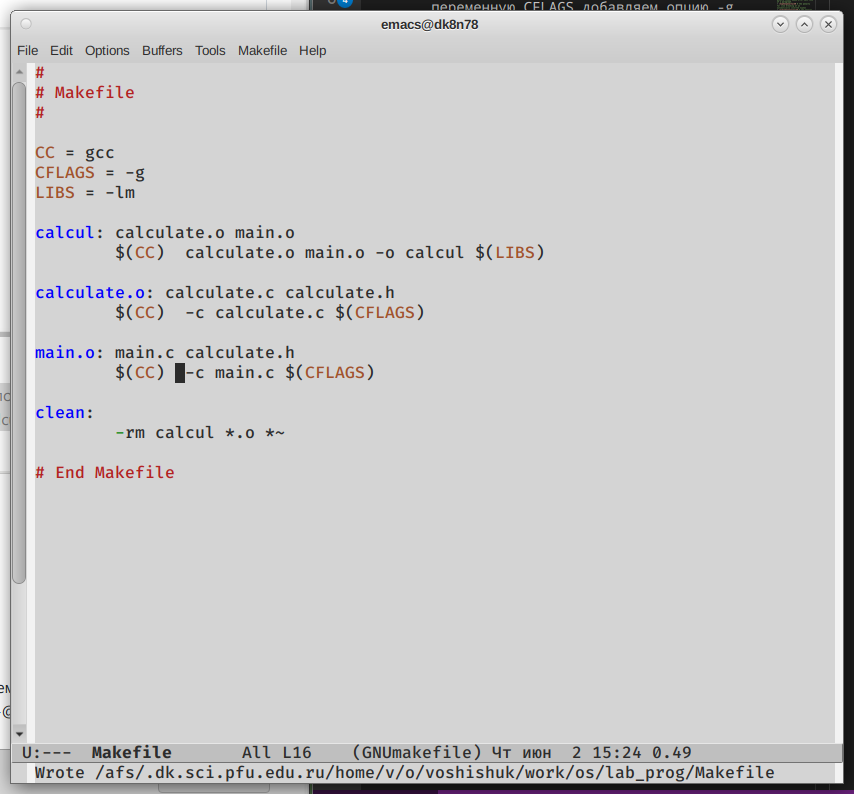 переменную CFLAGS добавляем опцию -g
4
emacs@dk8n78
File Edit Options Buffers Tools Makefile Help
#
# Makefile
#
CC = gcc
CFLAGS = -g
LIBS = -lm
calcul: calculate.o main.o
$(CC)  calculate.o main.o -o calcul $(LIBS)
calculate.o: calculate.c calculate.h
$(CC)  -c calculate.c $(CFLAGS)
main.o: main.c calculate.h
$(CC) -c main.c $(CFLAGS)
clean:
-rm calcul *.o *~
# End Makefile
U:--- Makefile All L16 (GNUmakefile) Чт июн  2 15:24 0.49
Wrote /afs/.dk.sci.pfu.edu.ru/home/v/o/voshishuk/work/os/lab_prog/Makefile